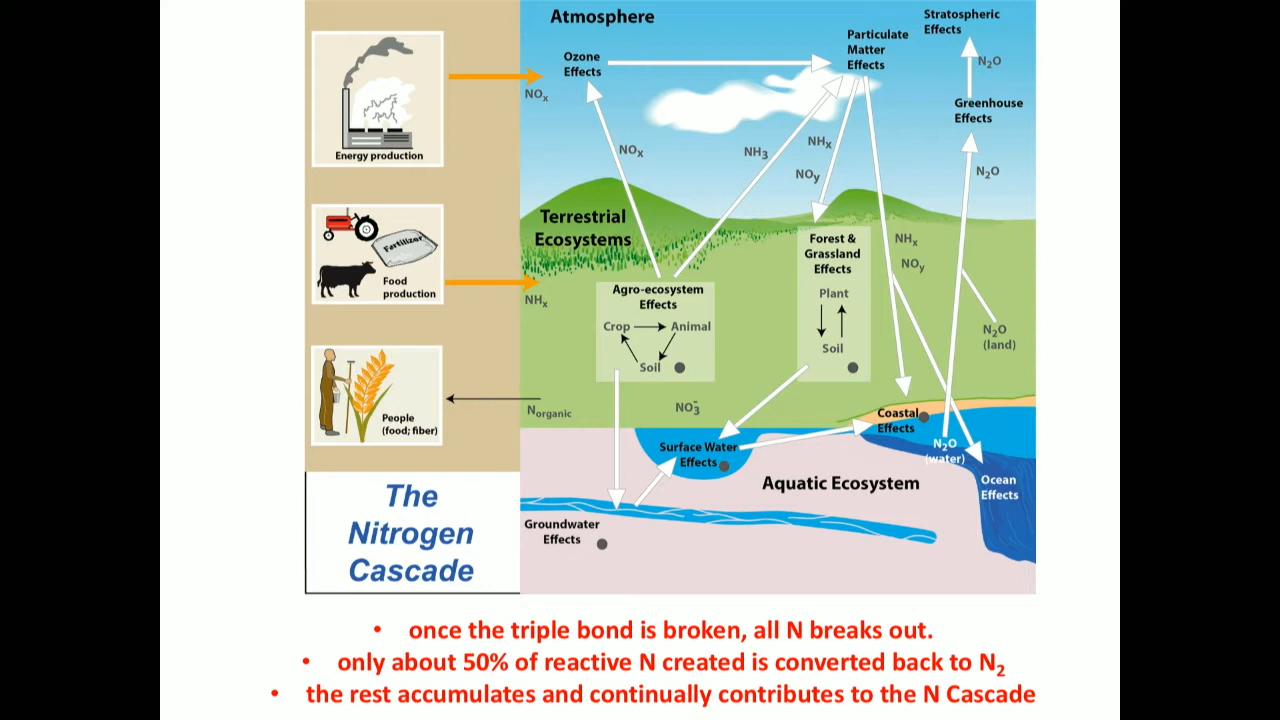 Atmosphere
Stratospheric
Effects
Particulate
Matter
Effects
Ozone
Effects
N₂O
NOₓ
Greenhouse
Effects
Energy production
NOₓ
NH₃
NHₓ
NOy
N₂O
Terrestrial
Ecosystems
Fertilizer
Food
production
NHₓ
Forest &
Grassland
Effects
NHₓ
NOy
Agro-ecosystem
Effects
Plant
Crop
Animal
Soil
Soil
N₂O
(land)
People
(food; fiber)
Norganic
NO₃⁻
Coastal
Effects
Surface Water
Effects
N₂O
(water)
Aquatic Ecosystem
Ocean
Effects
Groundwater
Effects
The
Nitrogen
Cascade
• once the triple bond is broken, all N breaks out.
• only about 50% of reactive N created is converted back to N₂
• the rest accumulates and continually contributes to the N Cascade